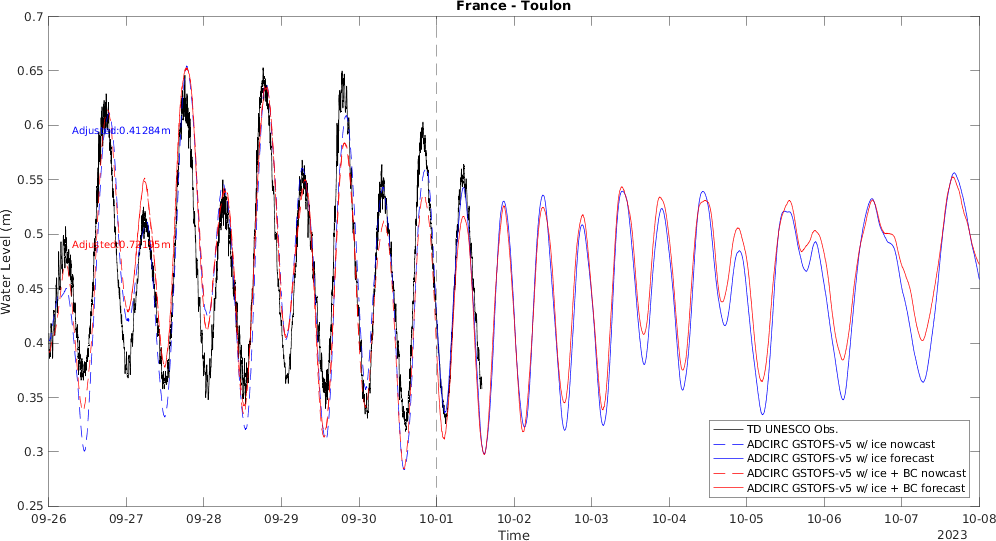 France - Toulon
0.7
0.65
0.6
0.55
0.5
0.45
0.4
0.35
0.3
0.25
Water Level (m)
Adjusted:0.41284m
09-26
09-27
09-28
09-29
09-30
10-01
10-02
10-03
10-04
10-05
10-06
10-07
10-08
Time
2023
TD UNESCO Obs.
ADCIRC GSTOFS-v5 w/ ice nowcast
ADCIRC GSTOFS-v5 w/ ice forecast
ADCIRC GSTOFS-v5 w/ ice + BC nowcast
ADCIRC GSTOFS-v5 w/ ice + BC forecast